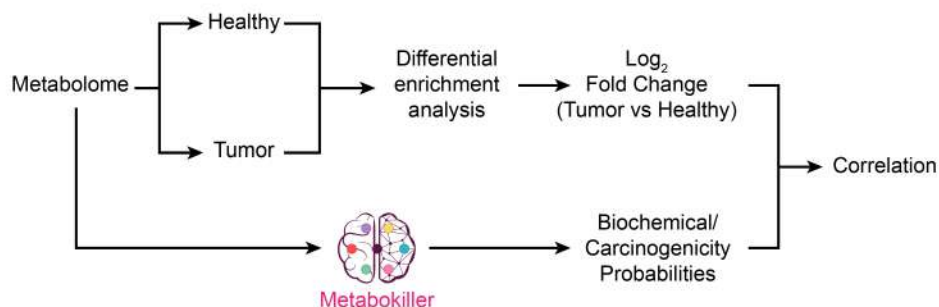 Healthy
Metabolome
Tumor
Differential
enrichment
analysis
Log₂
Fold Change
(Tumor vs Healthy)
Correlation
Metabokiller
Biochemical/
Carcinogenicity
Probabilities